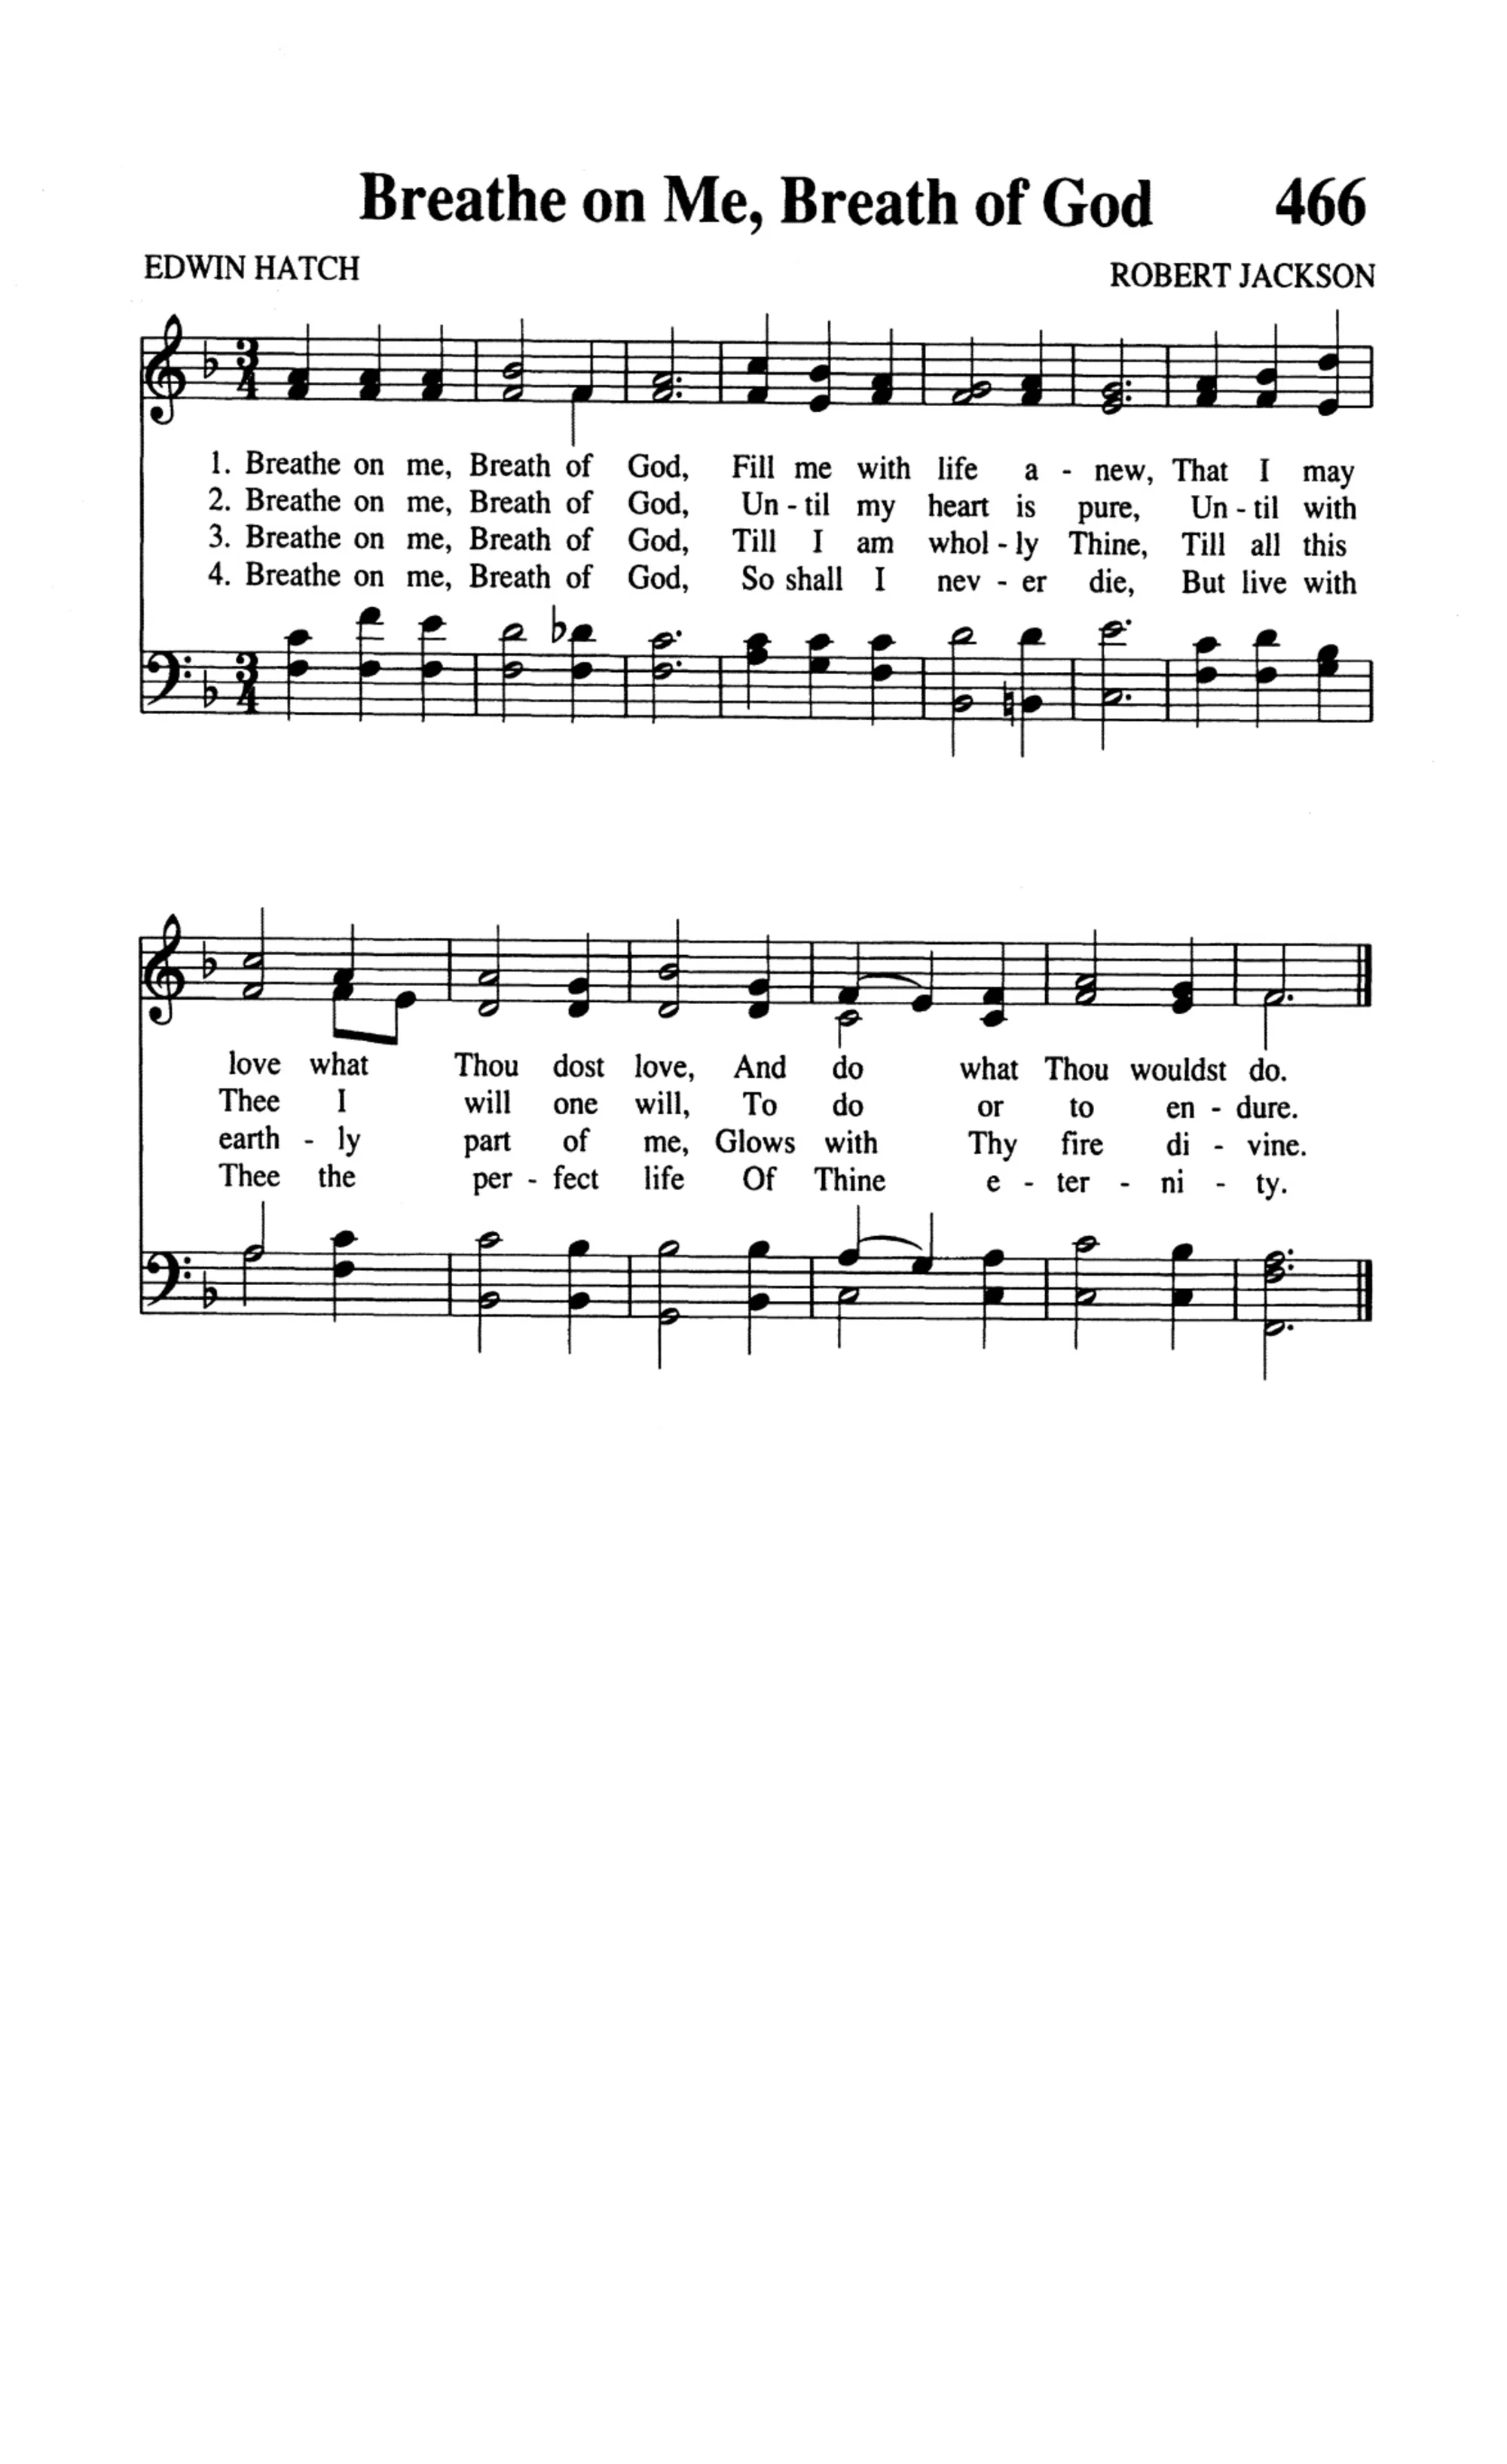 Breathe on Me, Breath of God 466
EDWIN HATCH ROBERT JACKSON
3 4
1. Breathe on me, Breath of God, Fill me with life a - new, That I may
2. Breathe on me, Breath of God, Un - til my heart is pure, Un - til with
3. Breathe on me, Breath of God, Till I am whol - ly Thine, Till all this
4. Breathe on me, Breath of God, So shall I nev - er die, But live with
3 4
love what Thou dost love, And do what Thou wouldst do.
Thee I will one will, To do or to en - dure.
earth - ly part of me, Glows with Thy fire di - vine.
Thee the per - fect life Of Thine e - ter - ni - ty.